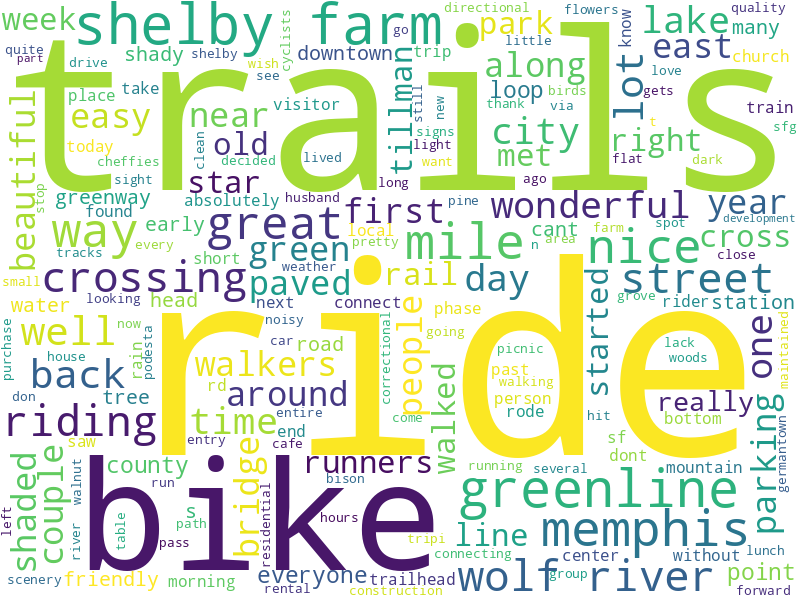 week
shelby
farm
directional
flowers
quality
go
park
lake
many
quite
shady
downtown
cyclists
trip
little
know
east
part
drive
shelby
wish
see
along
lot
love
church
trails
place
take
visitor
loop
birds
gets
easy
near
tillman
still
new
thank
via
train
beautiful
today
clean
old
city
signs
t
sfg
cheffies
decided
lived
met
light
right
flat
dark
stop
sight
star
long
want
greenway
absolutely
husband
first
ago
pine
wonderful
year
found
early
great
local
spot
development
way
green
pretty
mile
cant
farm
nice
cross
tracks
every
short
weather
n
area
close
small
crossing
paved
rail
day
street
water
looking
head
next
connect
phase
started
grove
rider
station
now
noisy
people
going
maintained
well
rain
podesta
car
road
ride
purchase
house
walkers
correctional
picnic
lack
woods
one
back
rd
past
walking
don
tree
around
person
really
riding
time
entire
come
rode
hit
bottom
saw
end
walked
sf
parking
germantown
shaded
couple
walnut
entry
cafe
running
dont
county
bridge
runners
several
mountain
left
run
bike
bison
greenline
river
table
s
path
residential
hours
memphis
pass
line
tripi
connecting
center
without
lunch
scenery
friendly
morning
everyone
trailhead
wolf river
group
point
rental
construction
forward